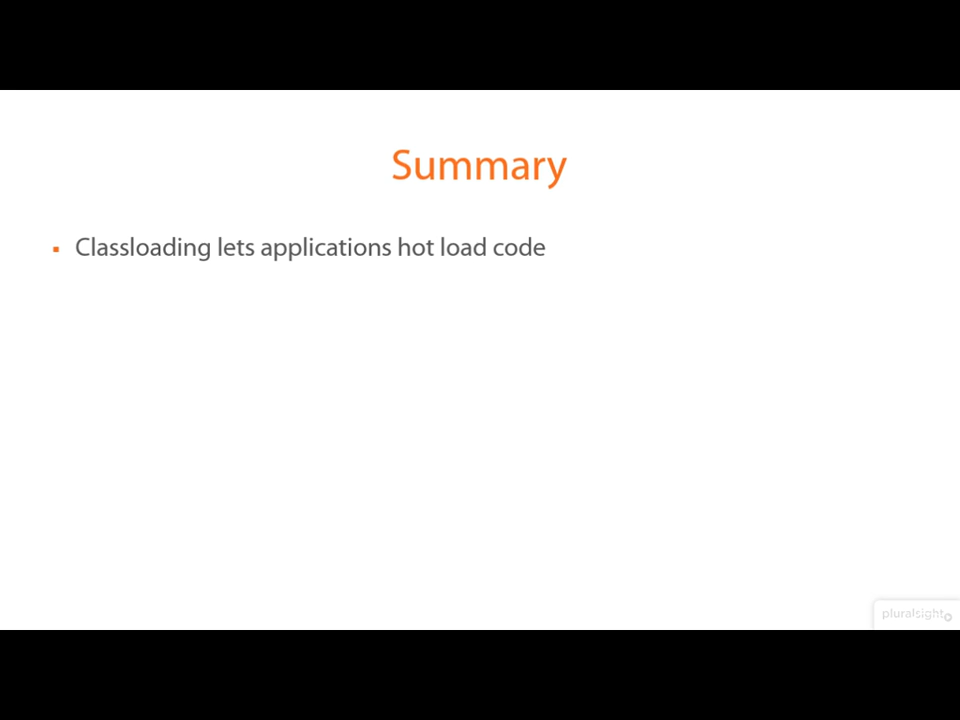 Summary
▪ Classloading lets applications hot load code
pluralsight